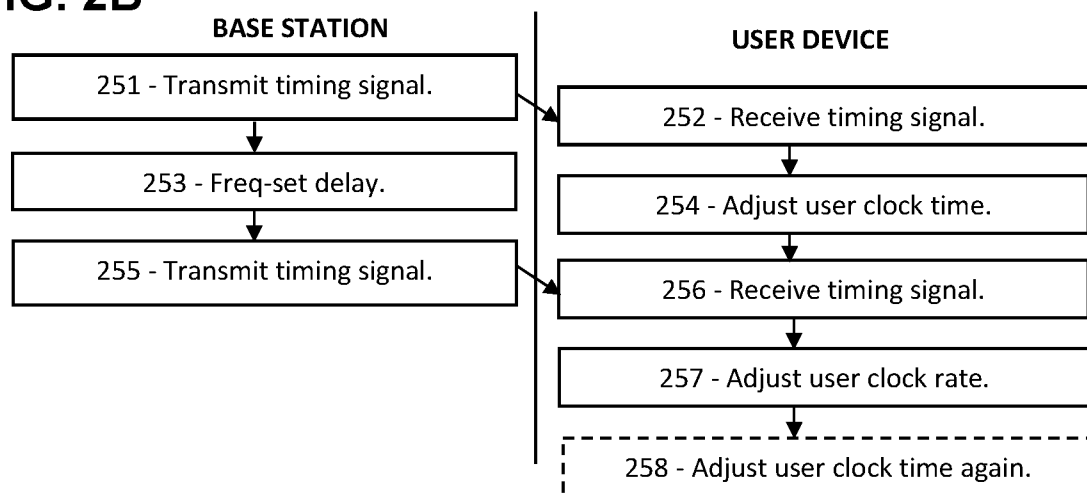 FIG. 2B
BASE STATION
USER DEVICE
251 - Transmit timing signal.
252 - Receive timing signal.
253 - Freq-set delay.
254 - Adjust user clock time.
255 - Transmit timing signal.
256 - Receive timing signal.
257 - Adjust user clock rate.
258 - Adjust user clock time again.